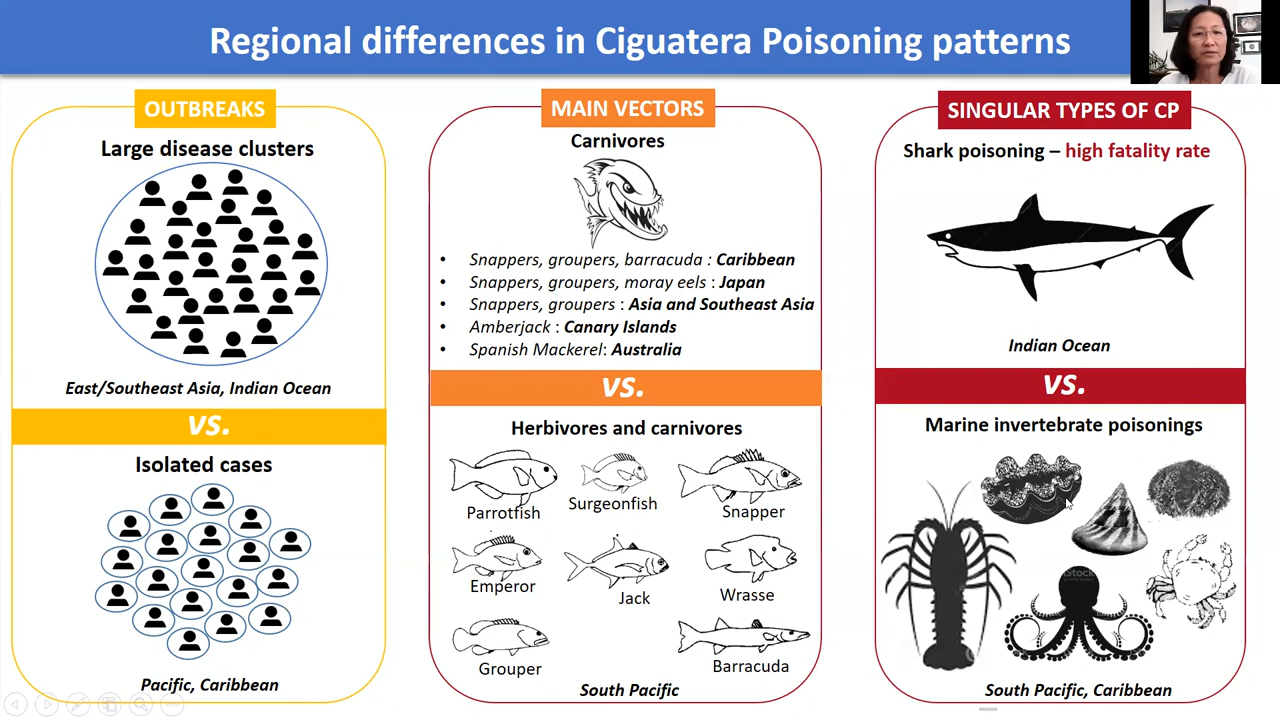 Regional differences in Ciguatera Poisoning patterns
OUTBREAKS
Large disease clusters
East/Southeast Asia, Indian Ocean
VS.
Isolated cases
Pacific, Caribbean
MAIN VECTORS
Carnivores
• Snappers, groupers, barracuda : Caribbean
• Snappers, groupers, moray eels : Japan
• Snappers, groupers : Asia and Southeast Asia
• Amberjack : Canary Islands
• Spanish Mackerel: Australia
VS.
Herbivores and carnivores
Parrotfish
Surgeonfish
Snapper
Emperor
Jack
Wrasse
Grouper
Barracuda
South Pacific
SINGULAR TYPES OF CP
Shark poisoning – high fatality rate
Indian Ocean
VS.
Marine invertebrate poisonings
iStock
South Pacific, Caribbean